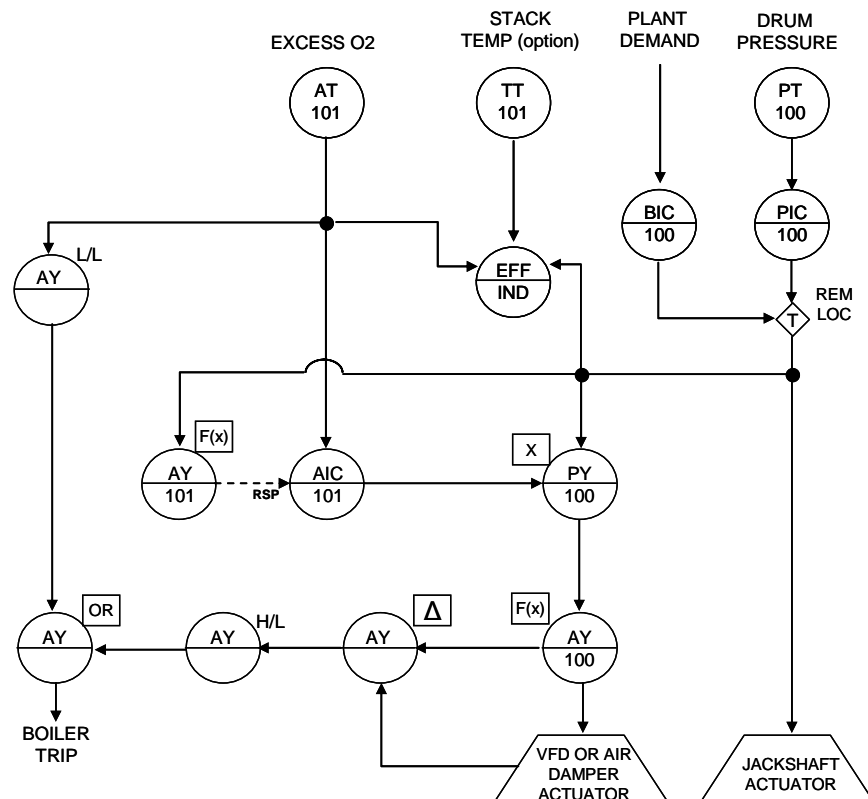 EXCESS O2
STACK
TEMP (option)
PLANT
DEMAND
DRUM
PRESSURE
AT
101
TT
101
PT
100
BIC
100
PIC
100
L/L
AY
EFF
IND
T
REM
LOC
F(x)
X
AY
101
RSP
AIC
101
PY
100
OR
H/L
Δ
F(x)
AY
AY
AY
AY
100
BOILER
TRIP
VFD OR AIR
DAMPER
ACTUATOR
JACKSHAFT
ACTUATOR